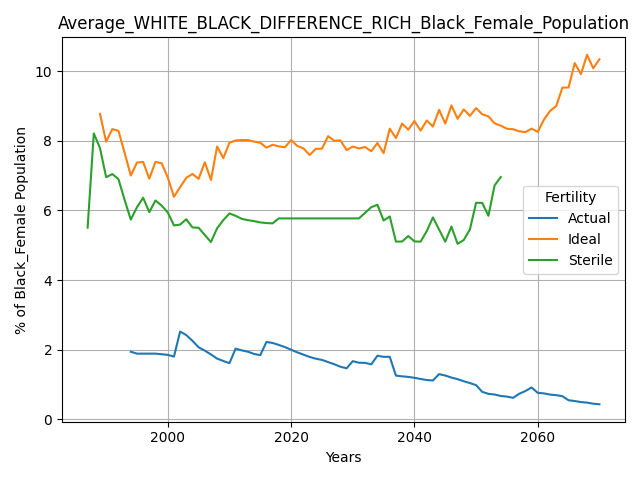 Average_WHITE_BLACK_DIFFERENCE_RICH_Black_Female_Population
% of Black_Female Population
10
8
6
4
2
0
Fertility
Actual
Ideal
Sterile
2000
2020
2040
2060
Years